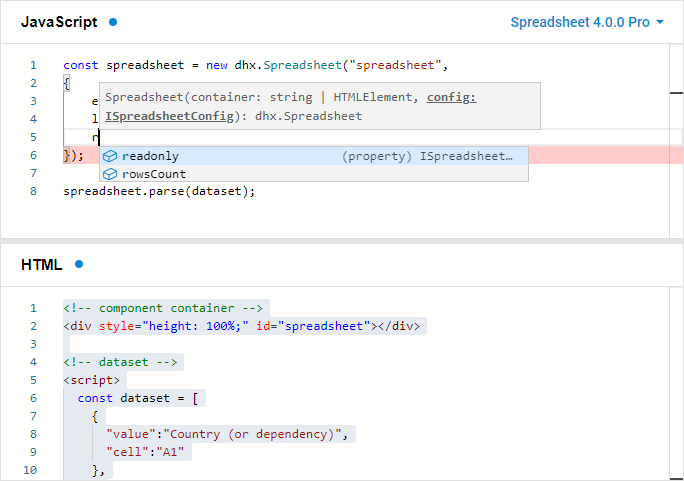 JavaScript
Spreadsheet 4.0.0 Pro
1 const spreadsheet = new dhx.Spreadsheet("spreadsheet",
2 {
Spreadsheet(container: string | HTMLElement, config:
3 e
ISpreadsheetConfig): dhx.Spreadsheet
4 l
5 r
6 });
readonly (property) ISpreadsheet…
7
rowsCount
8 spreadsheet.parse(dataset);
HTML
1 <!-- component container -->
2 <div style="height: 100%;" id="spreadsheet"></div>
3
4 <!-- dataset -->
5 <script>
6 const dataset = [
7 {
8 "value":"Country (or dependency)",
9 "cell":"A1"
10 },